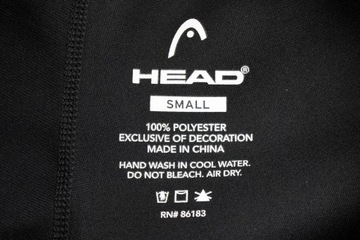 HEAD®
SMALL
100% POLYESTER
EXCLUSIVE OF DECORATION
MADE IN CHINA
HAND WASH IN COOL WATER.
DO NOT BLEACH. AIR DRY.
RN# 86183